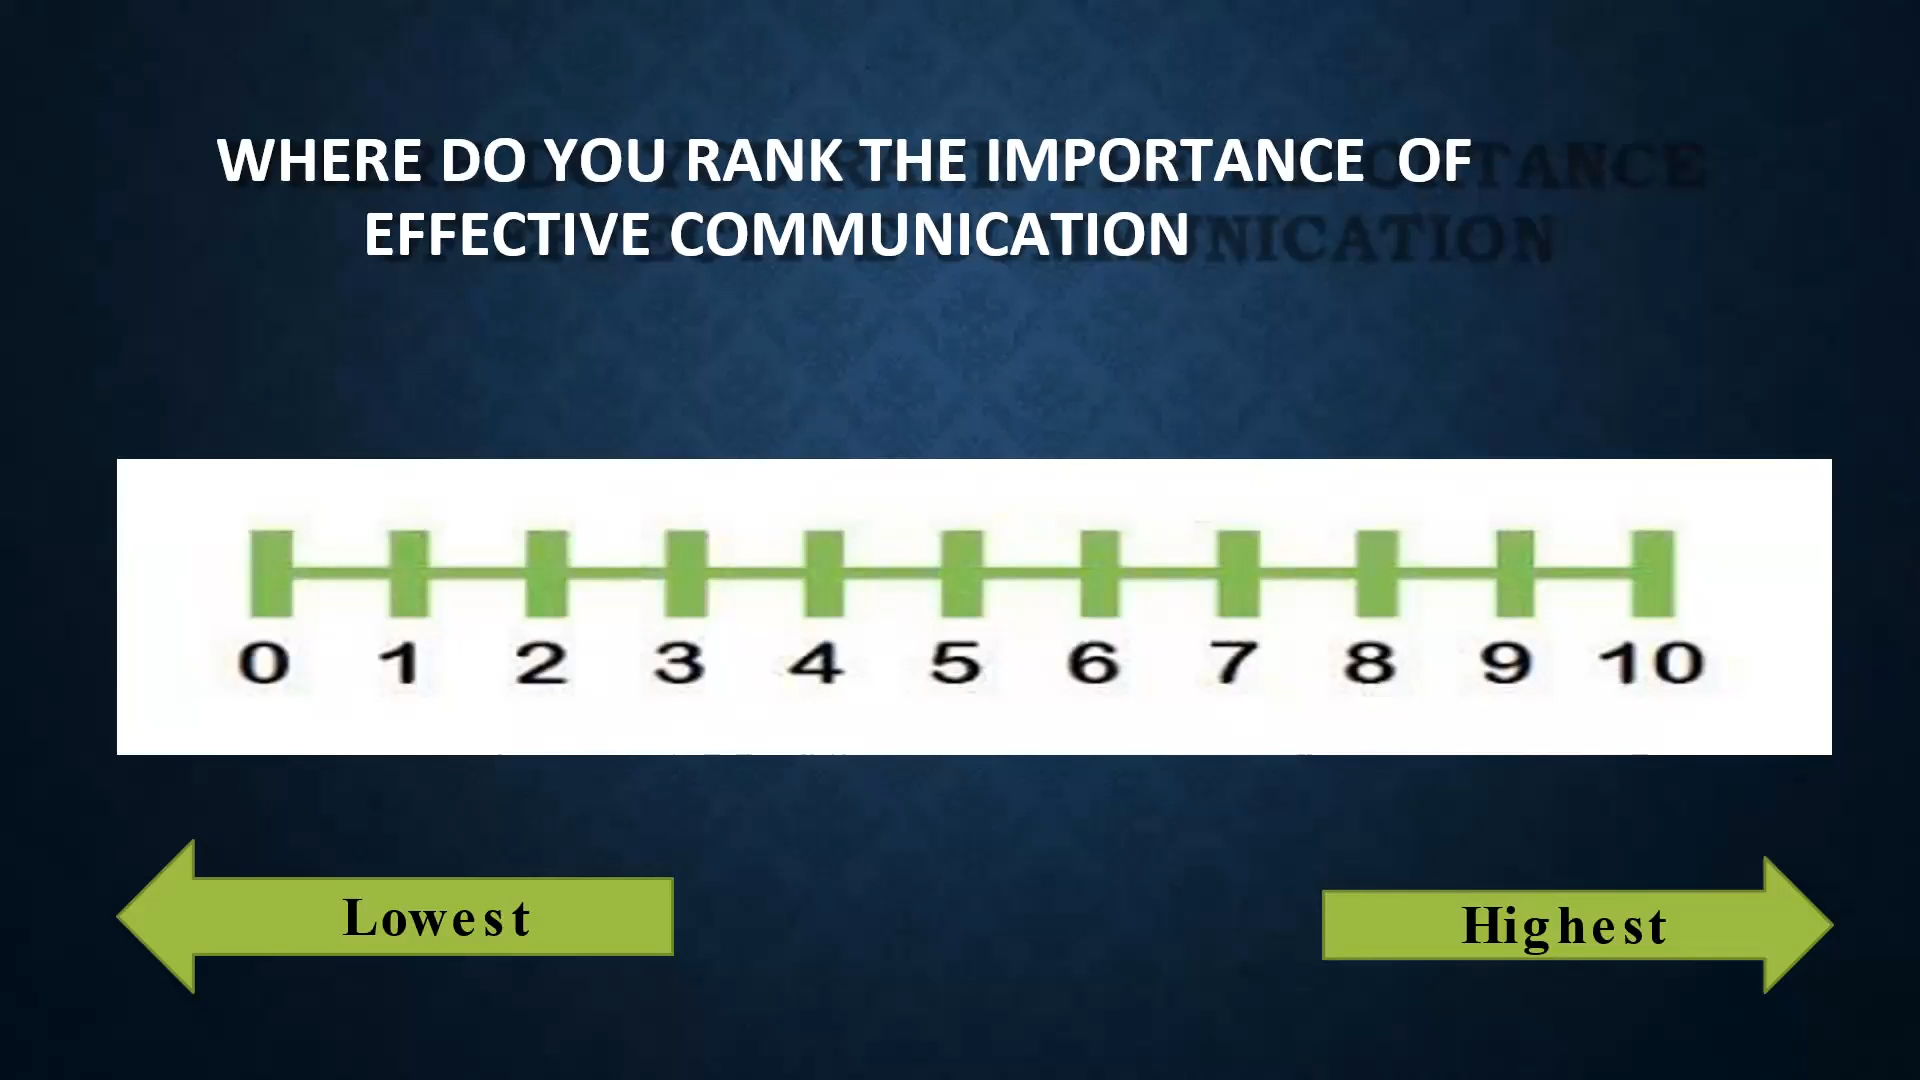 WHERE DO YOU RANK THE IMPORTANCE OF
EFFECTIVE COMMUNICATION
0 1 2 3 4 5 6 7 8 9 10
Lowest
Highest